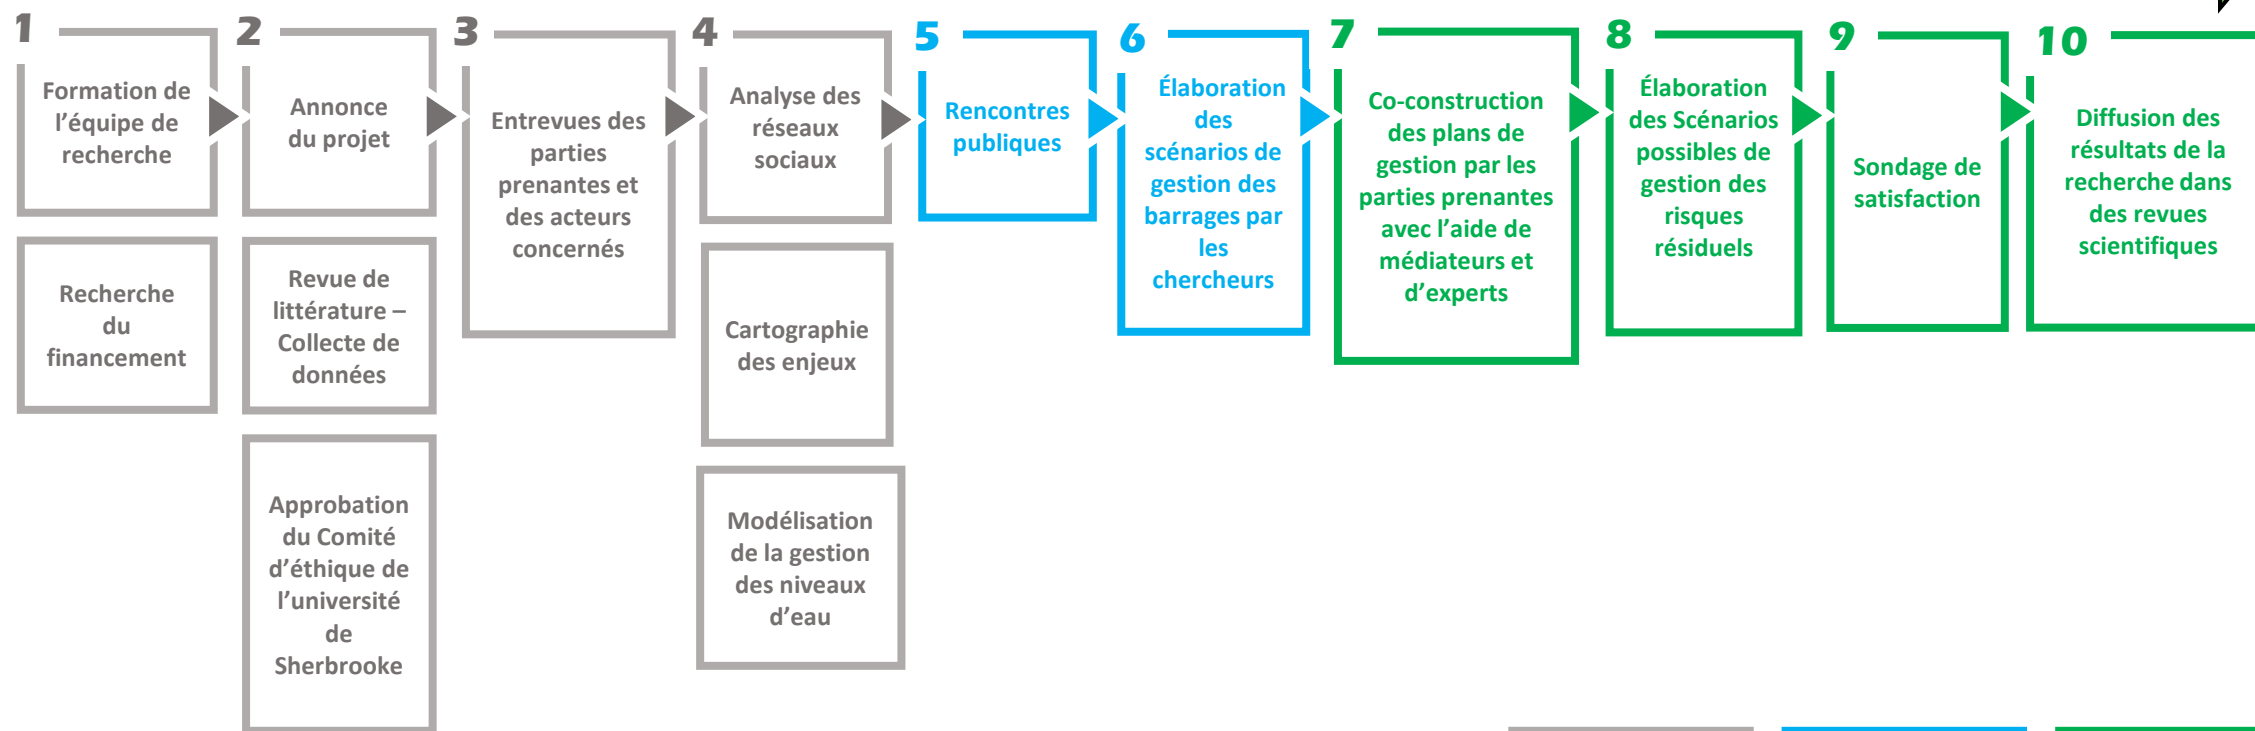 1
Formation de
l’équipe de
recherche
Recherche
du
financement
2
Annonce
du projet
Revue de
littérature –
Collecte de
données
Approbation
du Comité
d’éthique de
l’université
de
Sherbrooke
3
Entrevues des
parties
prenantes et
des acteurs
concernés
4
Analyse des
réseaux
sociaux
Cartographie
des enjeux
Modélisation
de la gestion
des niveaux
d’eau
5
Rencontres
publiques
6
Élaboration
des
scénarios de
gestion des
barrages par
les
chercheurs
7
Co-construction
des plans de
gestion par les
parties prenantes
avec l’aide de
médiateurs et
d’experts
8
Élaboration
des Scénarios
possibles de
gestion des
risques
résiduels
9
Sondage de
satisfaction
10
Diffusion des
résultats de la
recherche dans
des revues
scientifiques